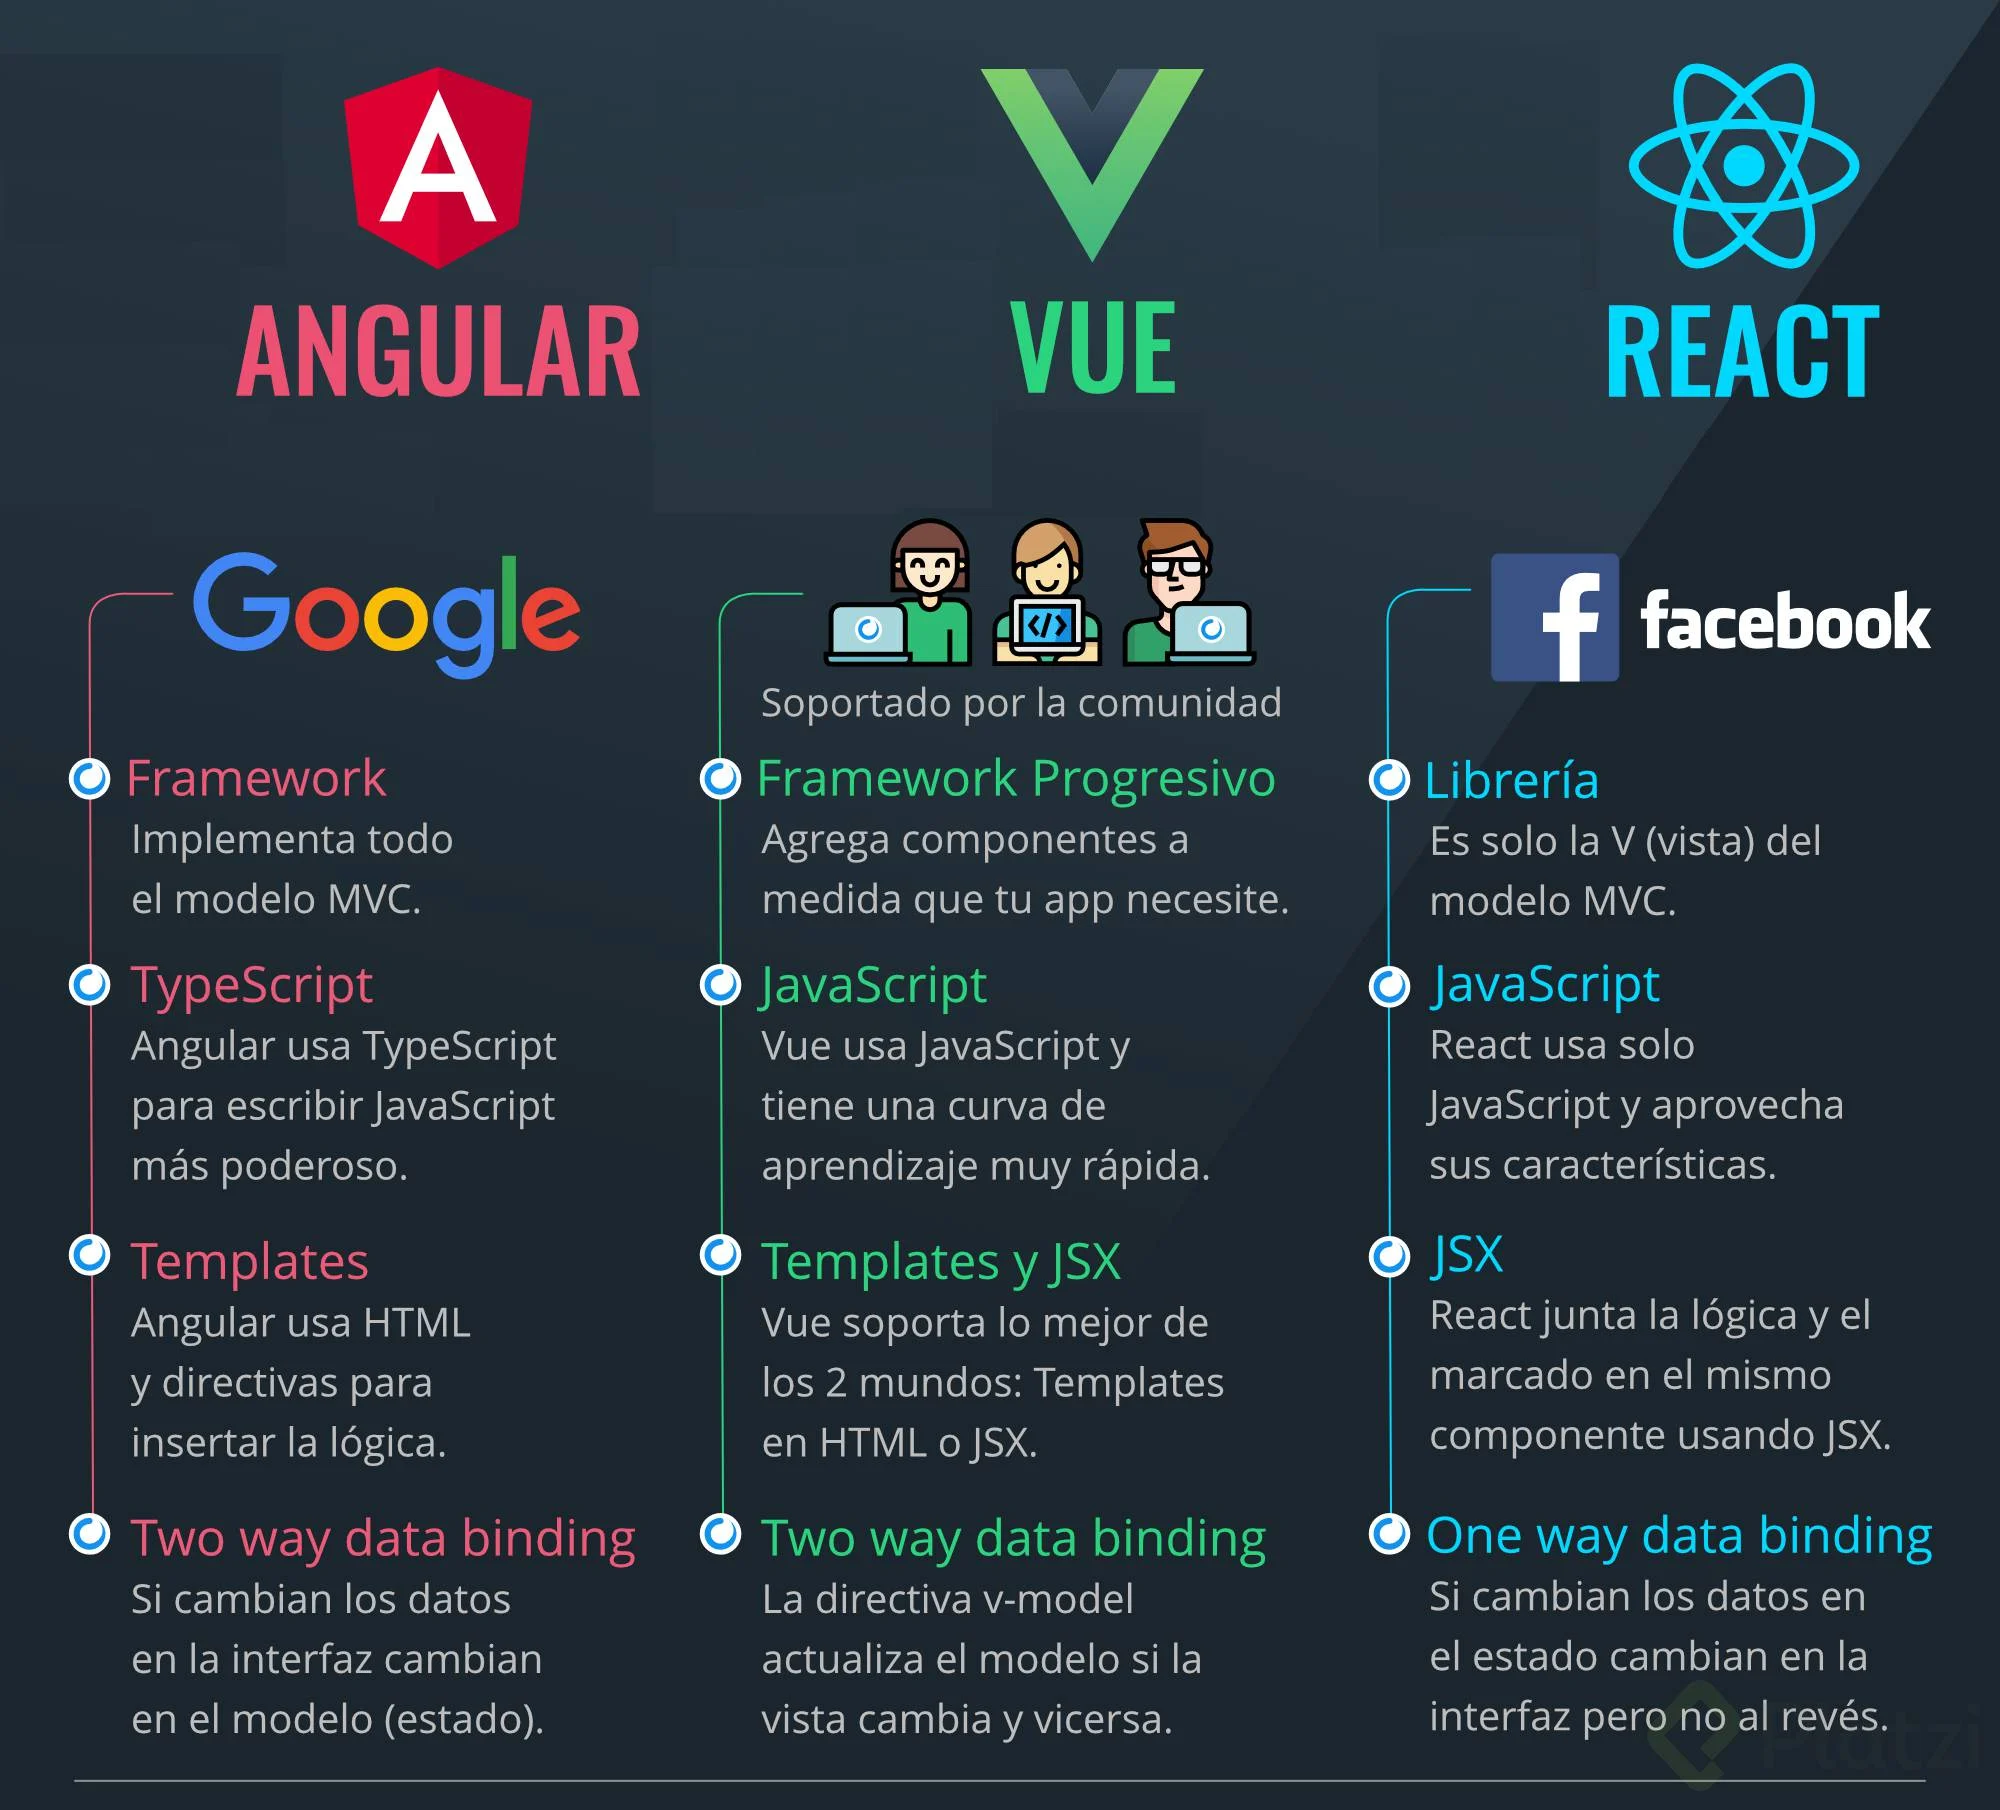 ANGULAR
Google
Framework
Implementa todo
el modelo MVC.
TypeScript
Angular usa TypeScript
para escribir JavaScript
más poderoso.
Templates
Angular usa HTML
y directivas para
insertar la lógica.
Two way data binding
Si cambian los datos
en la interfaz cambian
en el modelo (estado).
VUE
Soportado por la comunidad
Framework Progresivo
Agrega componentes a
medida que tu app necesite.
JavaScript
Vue usa JavaScript y
tiene una curva de
aprendizaje muy rápida.
Templates y JSX
Vue soporta lo mejor de
los 2 mundos: Templates
en HTML o JSX.
Two way data binding
La directiva v-model
actualiza el modelo si la
vista cambia y vicersa.
REACT
facebook
Librería
Es solo la V (vista) del
modelo MVC.
JavaScript
React usa solo
JavaScript y aprovecha
sus características.
JSX
React junta la lógica y el
marcado en el mismo
componente usando JSX.
One way data binding
Si cambian los datos en
el estado cambian en la
interfaz pero no al revés.
Platzi